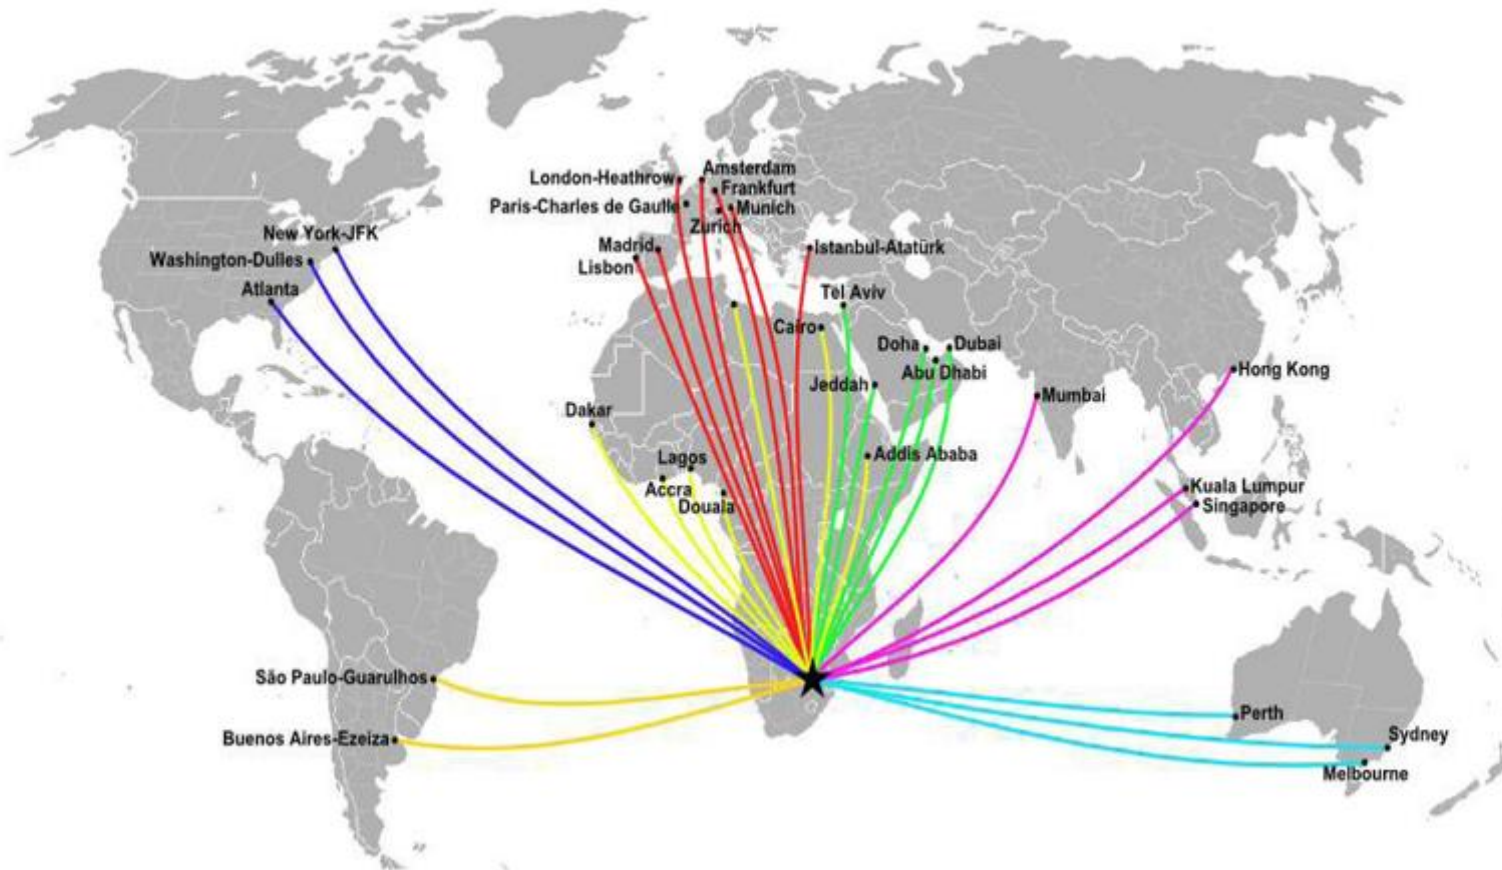 London-Heathrow
Amsterdam
Frankfurt
Paris-Charles de Gaulle
Munich
Zurich
New York-JFK
Madrid
Istanbul-Atatürk
Washington-Dulles
Lisbon
Atlanta
Tel Aviv
Cairo
Doha
Dubai
Abu Dhabi
Hong Kong
Jeddah
Mumbai
Dakar
Lagos
Addis Ababa
Accra
Kuala Lumpur
Douala
Singapore
São Paulo-Guarulhos
Perth
Buenos Aires-Ezeiza
Sydney
Melbourne